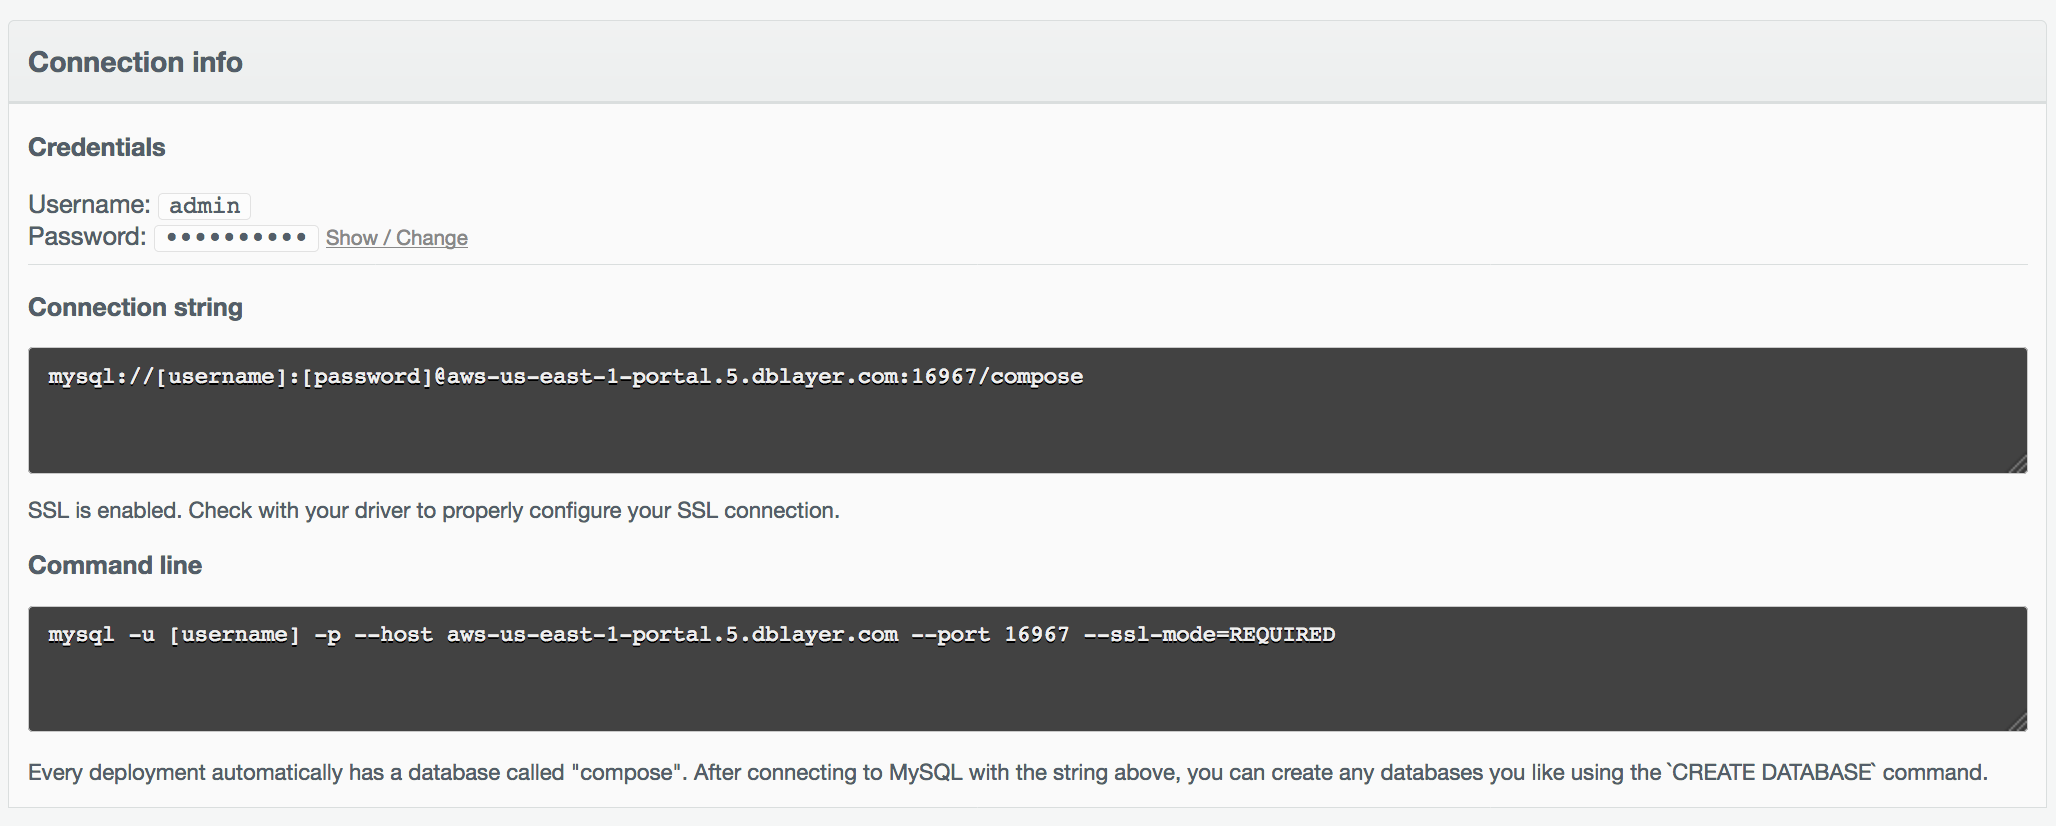 Connection info
Credentials
Username: admin
Password: •••••••••• Show / Change
Connection string
mysql://[username]:[password]@aws-us-east-1-portal.5.dblayer.com:16967/compose
SSL is enabled. Check with your driver to properly configure your SSL connection.
Command line
mysql -u [username] -p --host aws-us-east-1-portal.5.dblayer.com --port 16967 --ssl-mode=REQUIRED
Every deployment automatically has a database called "compose". After connecting to MySQL with the string above, you can create any databases you like using the `CREATE DATABASE` command.